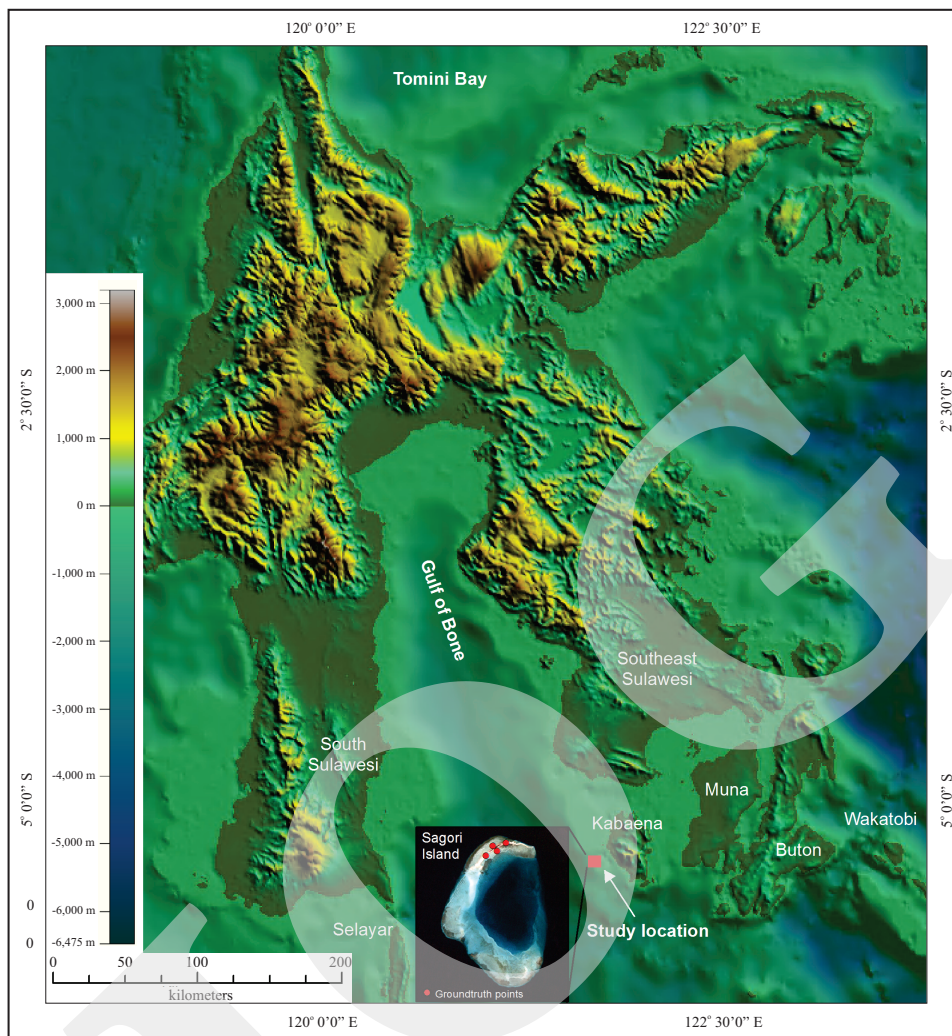 120° 0’0” E
122° 30’0” E
Tomini Bay
3,000 m
2,000 m
1,000 m
0 m
-1,000 m
-2,000 m
-3,000 m
-4,000 m
-5,000 m
-6,000 m
-6,475 m
2° 30’0” S
2° 30’0” S
Gulf of Bone
Southeast
Sulawesi
South
Sulawesi
Muna
Kabaena
Wakatobi
Buton
5° 0’0” S
5° 0’0” S
Sagori
Island
Selayar
Study location
Groundtruth points
0
0
0
50
100
200
kilometers
120° 0’0” E
122° 30’0” E
G
O